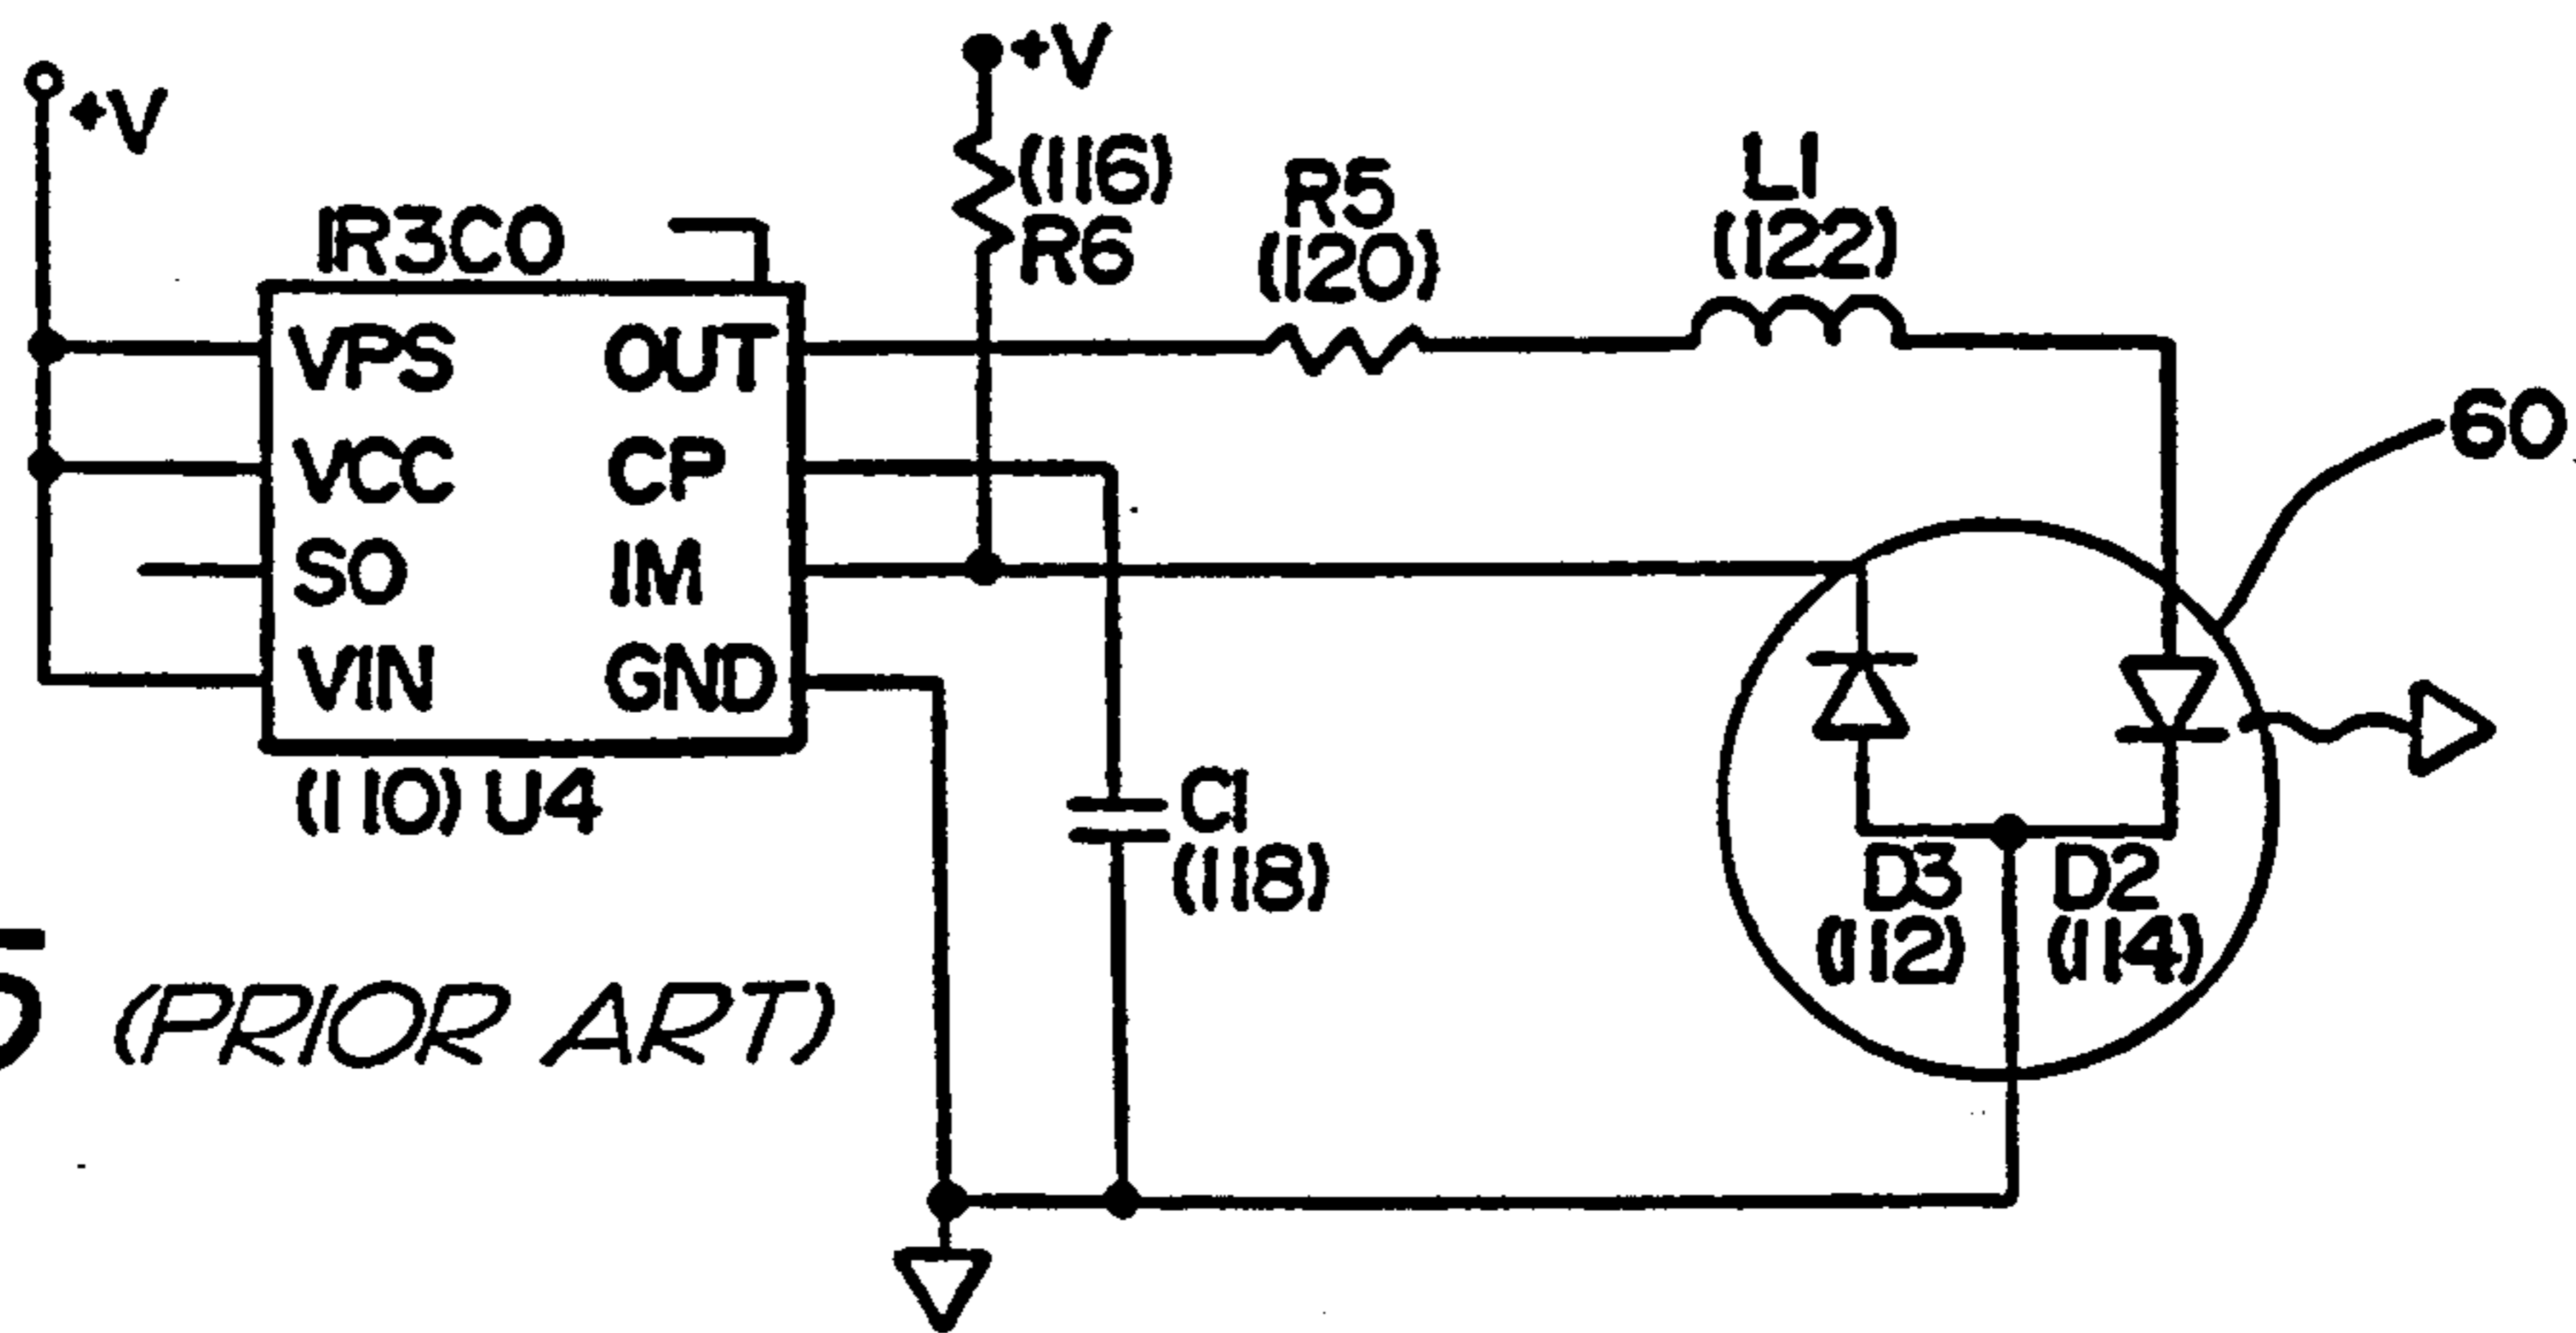 +V
+V
IR3C0
(116)
R6
R5
(120)
L1
(122)
VPS OUT
VCC CP
SO IM
VIN GND
(110) U4
60
C1
(118)
D3 D2
(112) (114)
5 (PRIOR ART)